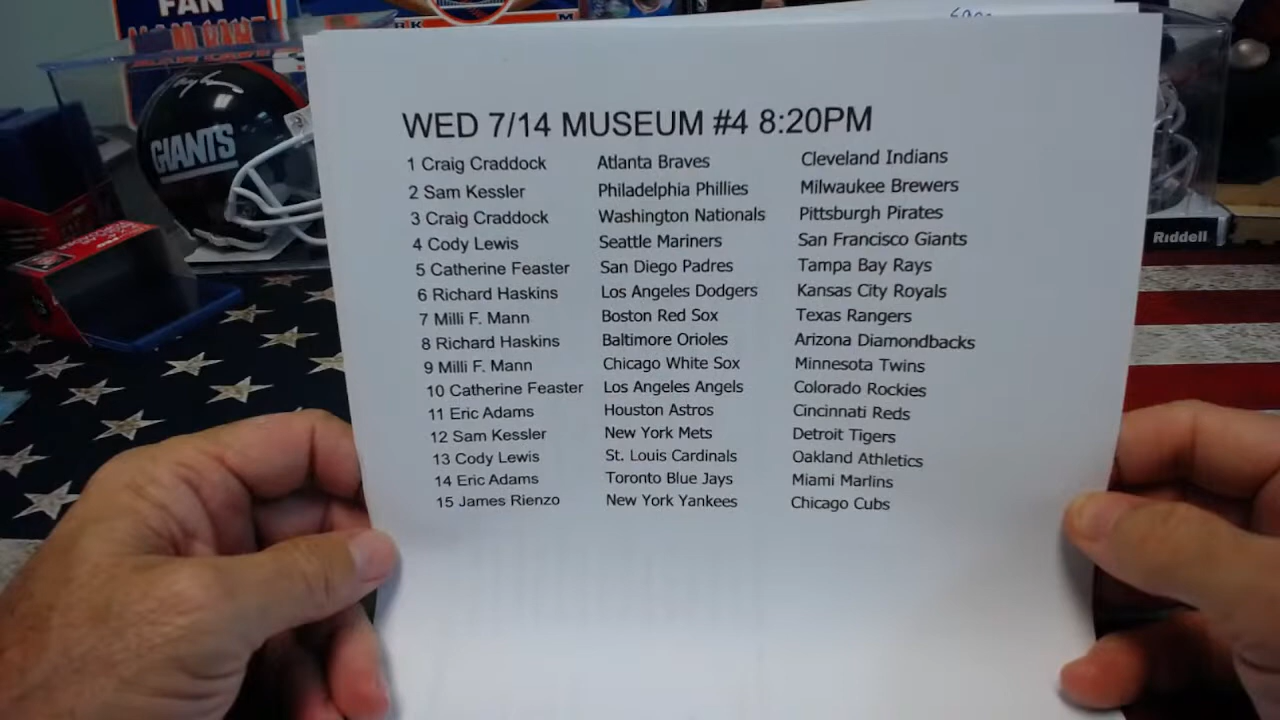 FAN
GIANTS
Riddell
WED 7/14 MUSEUM #4 8:20PM
1 Craig Craddock Atlanta Braves Cleveland Indians
2 Sam Kessler Philadelphia Phillies Milwaukee Brewers
3 Craig Craddock Washington Nationals Pittsburgh Pirates
4 Cody Lewis Seattle Mariners San Francisco Giants
5 Catherine Feaster San Diego Padres Tampa Bay Rays
6 Richard Haskins Los Angeles Dodgers Kansas City Royals
7 Milli F. Mann Boston Red Sox Texas Rangers
8 Richard Haskins Baltimore Orioles Arizona Diamondbacks
9 Milli F. Mann Chicago White Sox Minnesota Twins
10 Catherine Feaster Los Angeles Angels Colorado Rockies
11 Eric Adams Houston Astros Cincinnati Reds
12 Sam Kessler New York Mets Detroit Tigers
13 Cody Lewis St. Louis Cardinals Oakland Athletics
14 Eric Adams Toronto Blue Jays Miami Marlins
15 James Rienzo New York Yankees Chicago Cubs